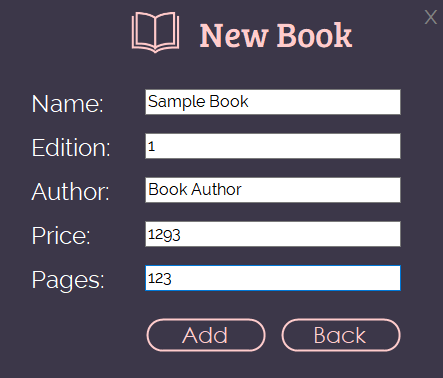 New Book X
Name: Sample Book
Edition: 1
Author: Book Author
Price: 1293
Pages: 123
Add Back